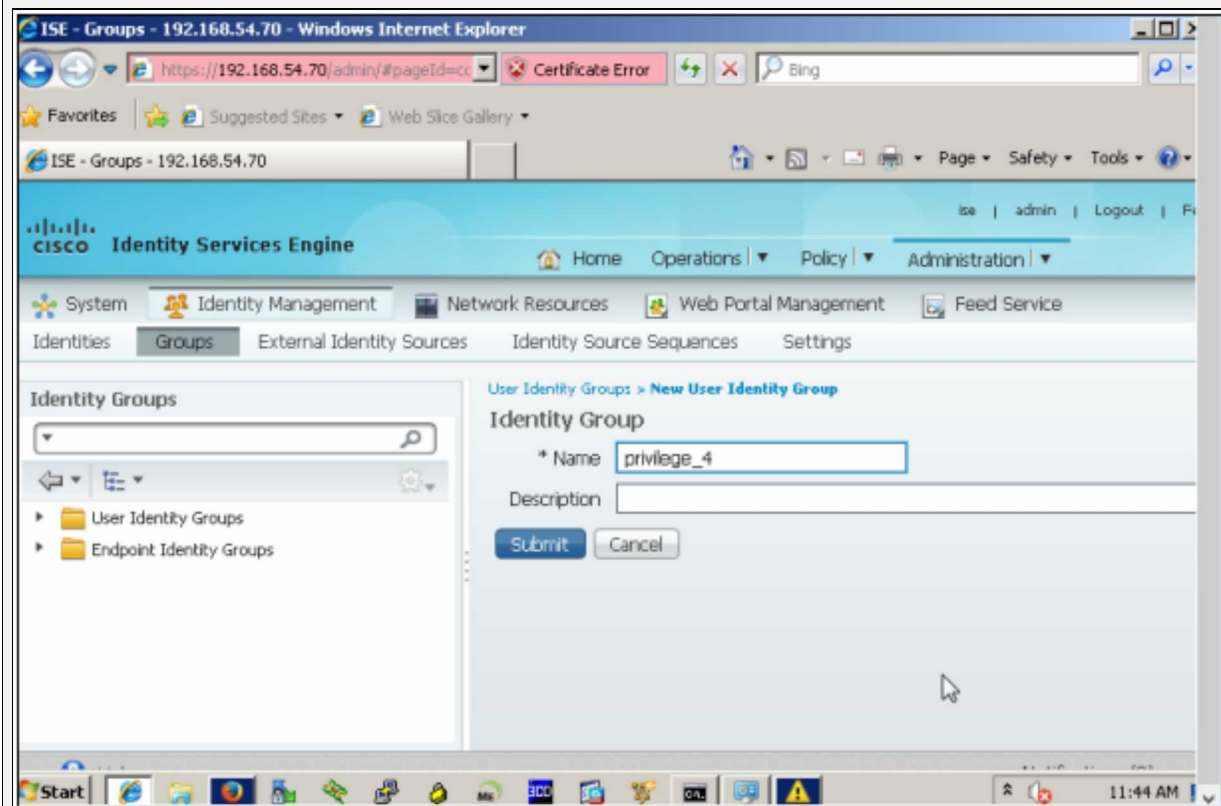 ISE - Groups - 192.168.54.70 - Windows Internet Explorer
https://192.168.54.70/admin/#pageId=cc Certificate Error Bing
Favorites Suggested Sites Web Slice Gallery
ISE - Groups - 192.168.54.70 Page Safety Tools
ise | admin | Logout |
CISCO Identity Services Engine
Home Operations Policy Administration
System Identity Management Network Resources Web Portal Management Feed Service
Identities Groups External Identity Sources Identity Source Sequences Settings
Identity Groups
User Identity Groups
Endpoint Identity Groups
User Identity Groups > New User Identity Group
Identity Group
* Name privilege_4
Description
Submit Cancel
Start 11:44 AM